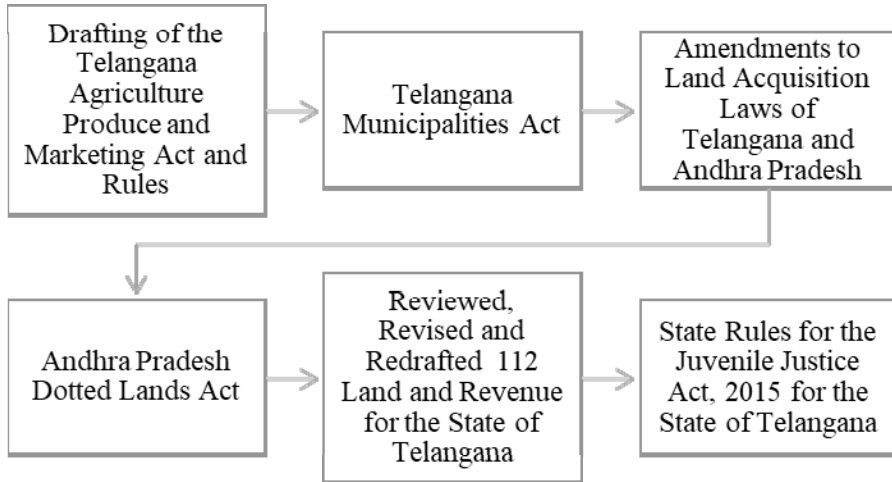 Drafting of the
Telangana
Agriculture
Produce and
Marketing Act and
Rules
Telangana
Municipalities Act
Amendments to
Land Acquisition
Laws of
Telangana and
Andhra Pradesh
Andhra Pradesh
Dotted Lands Act
Reviewed,
Revised and
Redrafted 112
Land and Revenue
for the State of
Telangana
State Rules for the
Juvenile Justice
Act, 2015 for the
State of Telangana